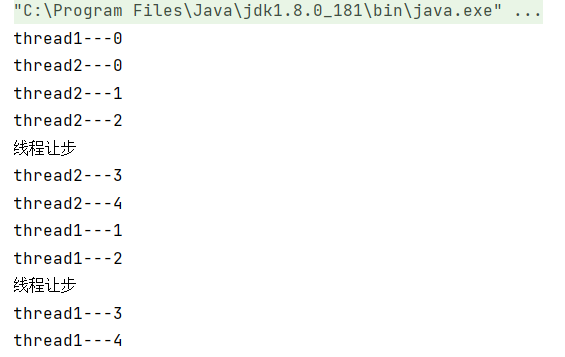 "C:\Program Files\Java\jdk1.8.0_181\bin\java.exe" ...
thread1---0
thread2---0
thread2---1
thread2---2
线程让步
thread2---3
thread2---4
thread1---1
thread1---2
线程让步
thread1---3
thread1---4